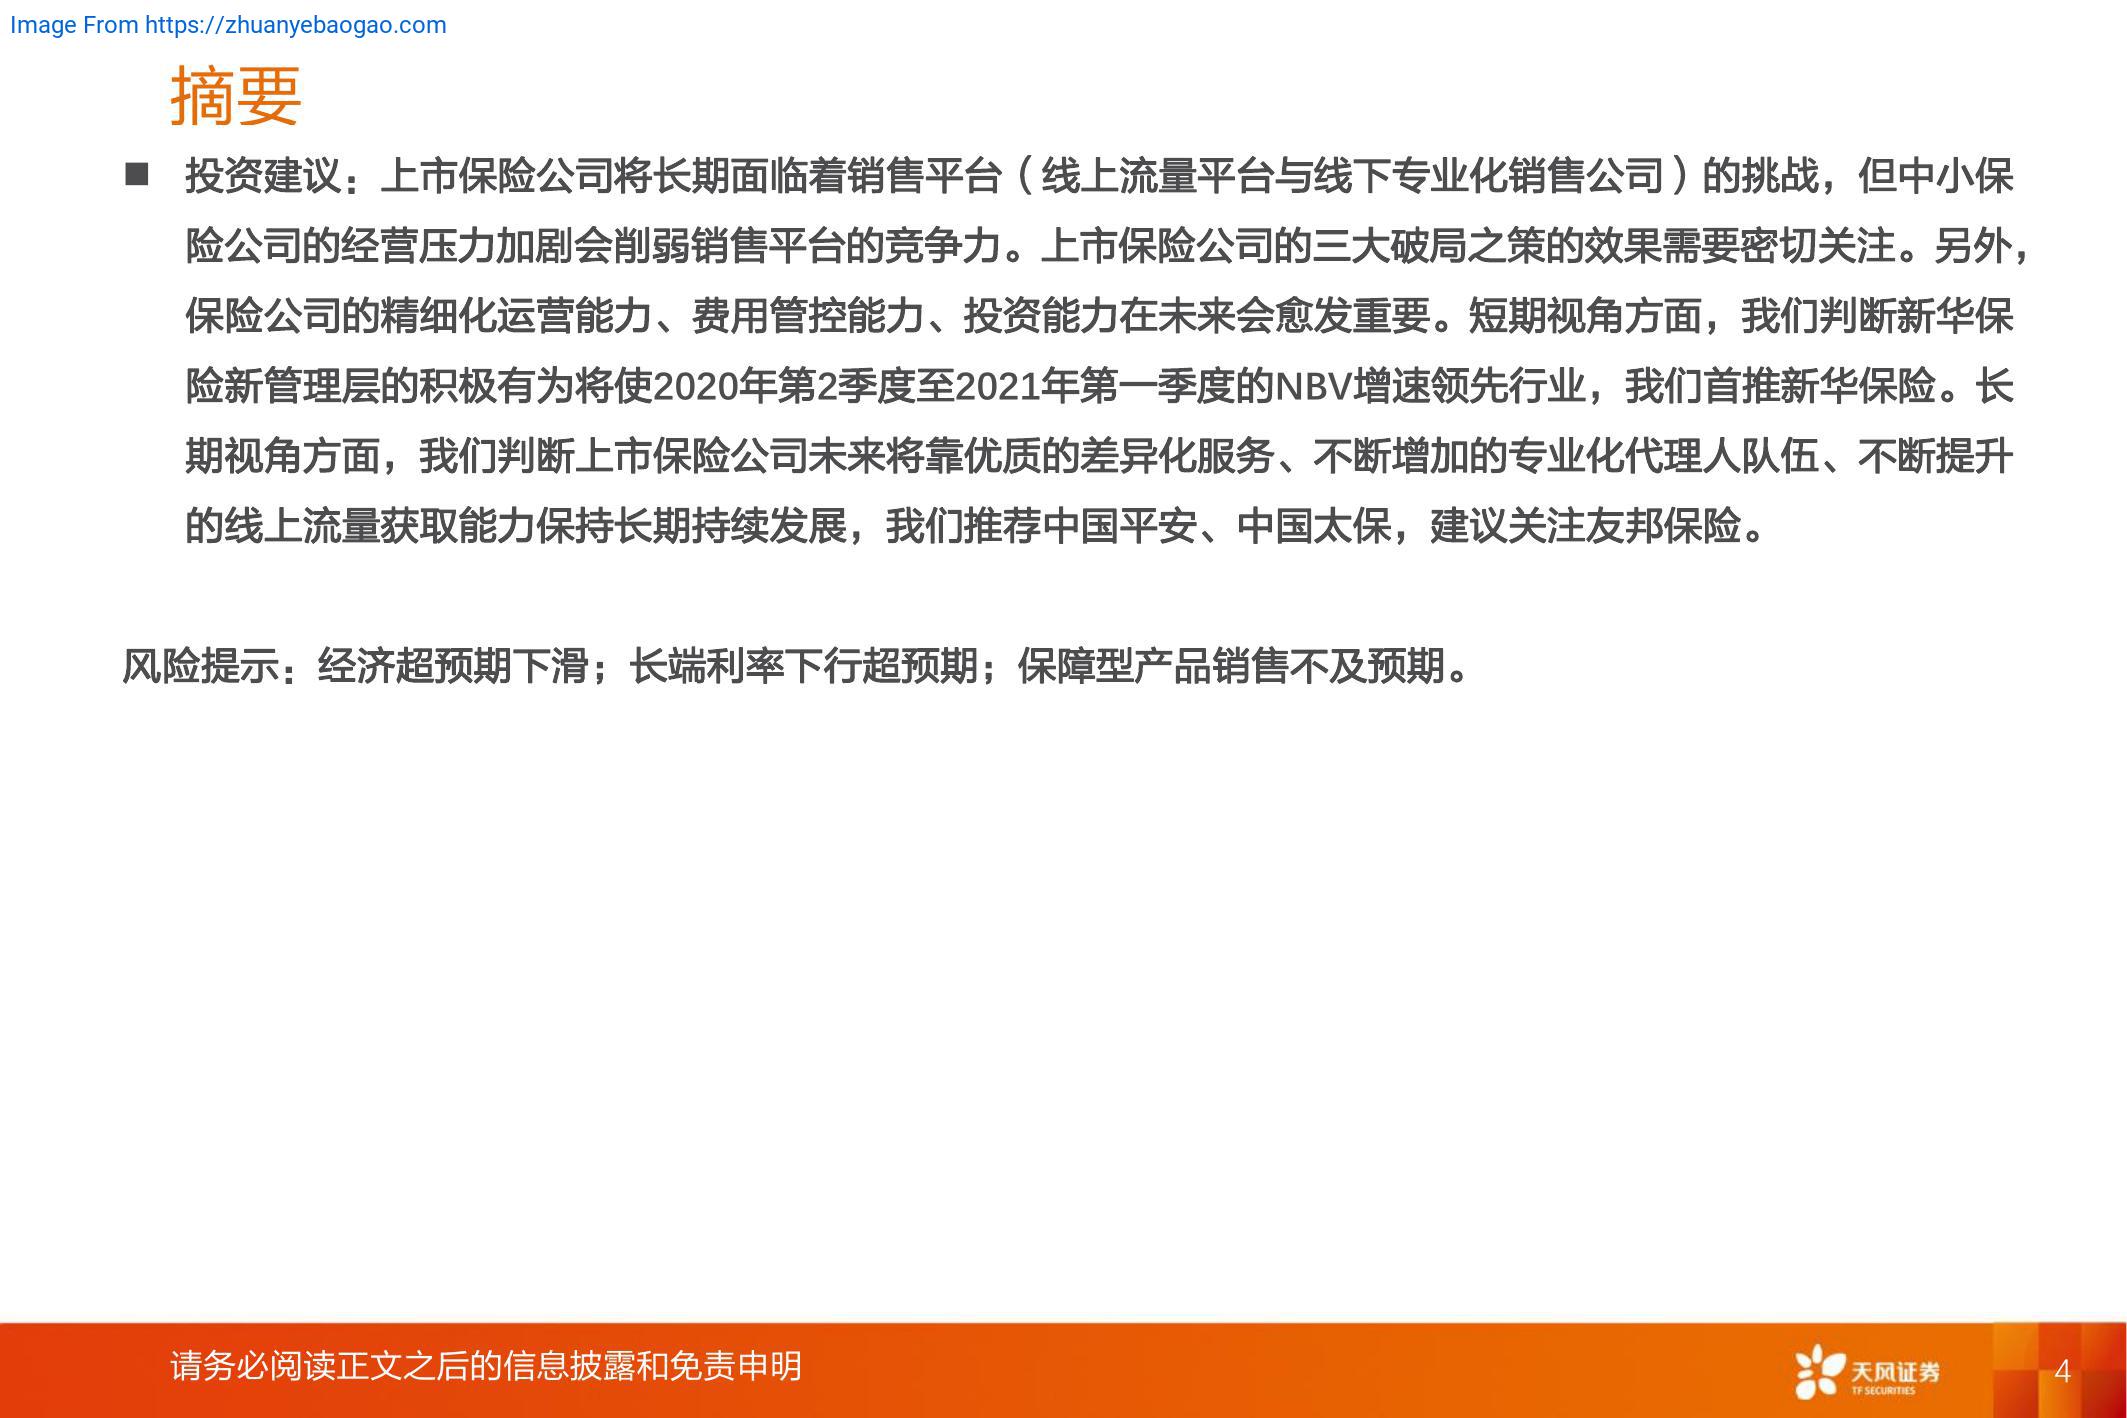 Image From https://zhuanyebaogao.com
摘要
■ 投资建议：上市保险公司将长期面临着销售平台（线上流量平台与线下专业化销售公司）的挑战，但中小保
险公司的经营压力加剧会削弱销售平台的竞争力。上市保险公司的三大破局之策的效果需要密切关注。另外，
保险公司的精细化运营能力、费用管控能力、投资能力在未来会愈发重要。短期视角方面，我们判断新华保
险新管理层的积极有为将使2020年第2季度至2021年第一季度的NBV增速领先行业，我们首推新华保险。长
期视角方面，我们判断上市保险公司未来将靠优质的差异化服务、不断增加的专业化代理人队伍、不断提升
的线上流量获取能力保持长期持续发展，我们推荐中国平安、中国太保，建议关注友邦保险。
风险提示：经济超预期下滑；长端利率下行超预期；保障型产品销售不及预期。
请务必阅读正文之后的信息披露和免责申明
天风证券
TF SECURITIES
4